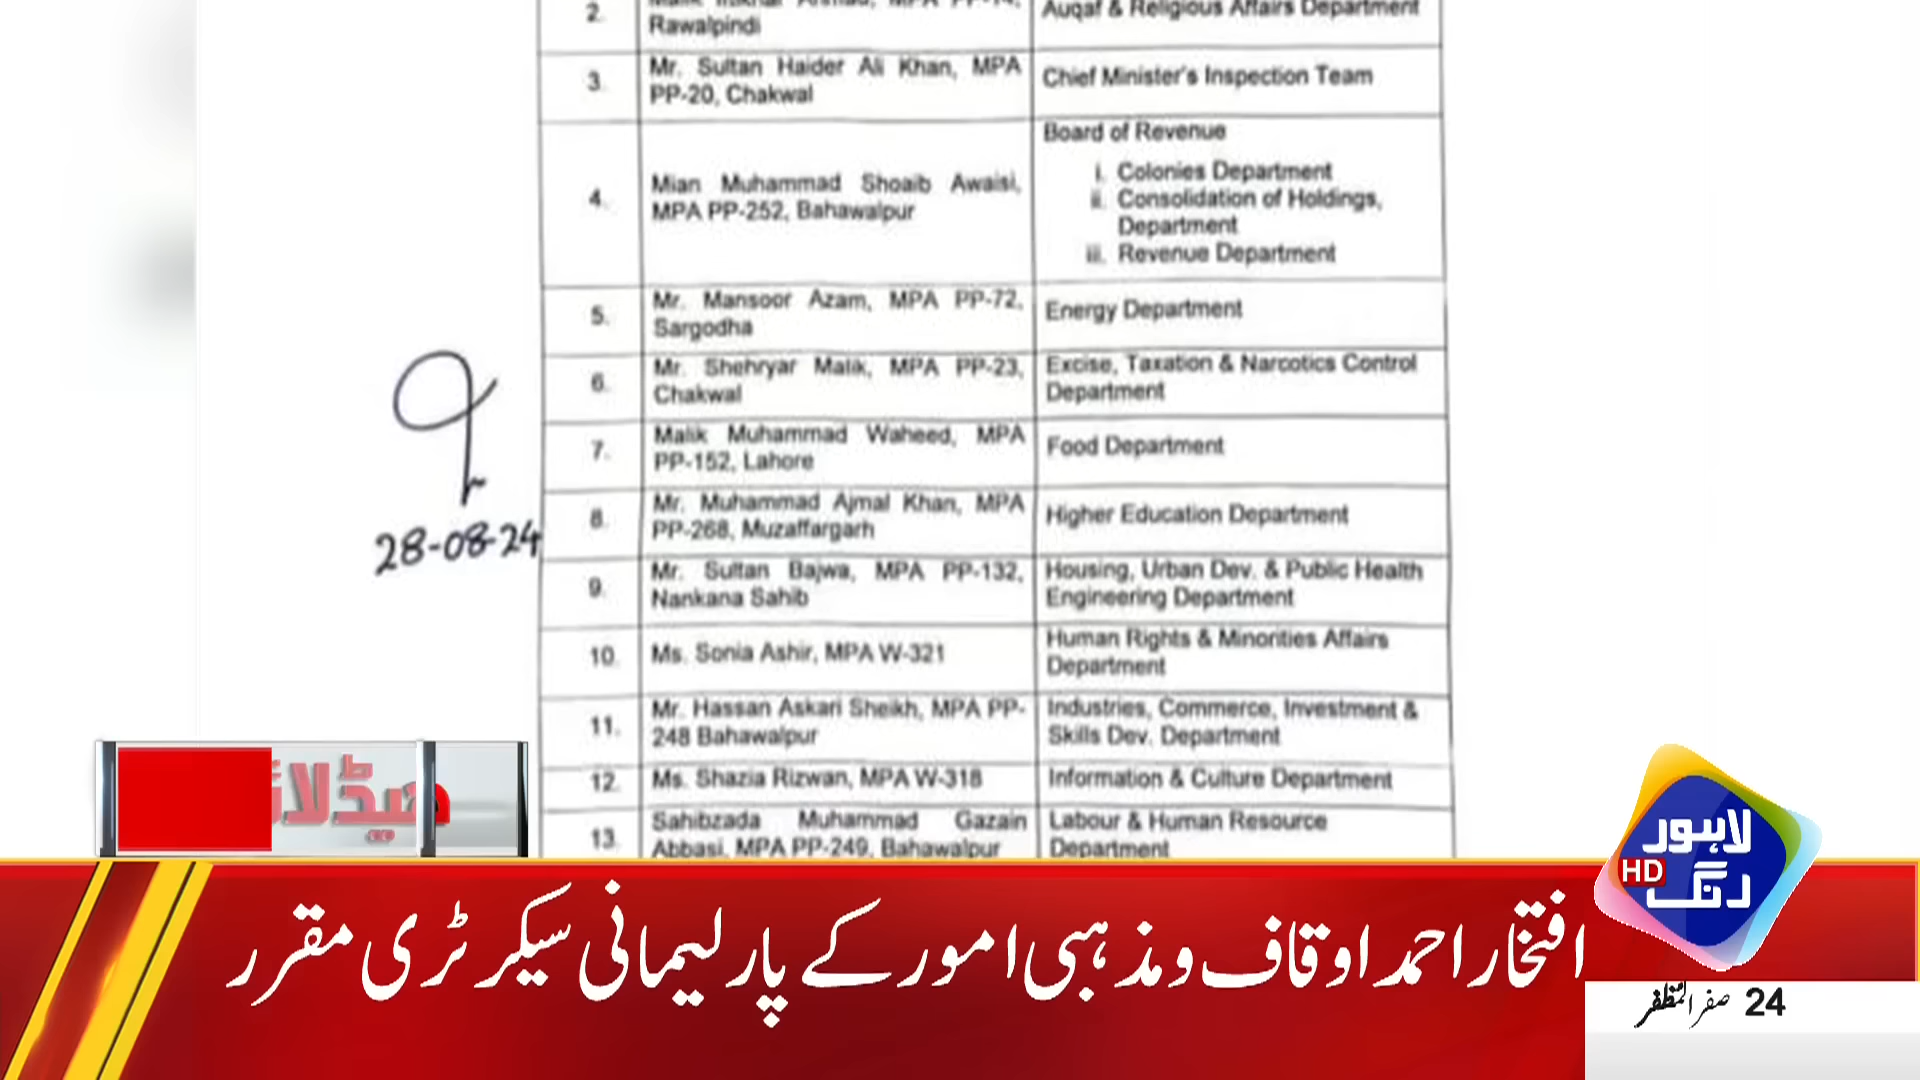 2.
Rawalpindi
Auqaf & Religious Affairs Department
3.
Mr. Sultan Haider Ali Khan, MPA
PP-20, Chakwal
Chief Minister's Inspection Team
4.
Mian Muhammad Shoaib Awaisi,
MPA PP-252, Bahawalpur
Board of Revenue
i. Colonies Department
ii. Consolidation of Holdings,
Department
iii. Revenue Department
5.
Mr. Mansoor Azam, MPA PP-72,
Sargodha
Energy Department
6.
Mr. Shehryar Malik, MPA PP-23,
Chakwal
Excise, Taxation & Narcotics Control
Department
7.
Malik Muhammad Waheed, MPA
PP-152, Lahore
Food Department
8.
Mr. Muhammad Ajmal Khan, MPA
PP-268, Muzaffargarh
Higher Education Department
28-08-24
9.
Mr. Sultan Bajwa, MPA PP-132,
Nankana Sahib
Housing, Urban Dev. & Public Health
Engineering Department
10.
Ms. Sonia Ashir, MPA W-321
Human Rights & Minorities Affairs
Department
11.
Mr. Hassan Askari Sheikh, MPA PP-
248 Bahawalpur
Industries, Commerce, Investment &
Skills Dev. Department
12.
Ms. Shazia Rizwan, MPA W-318
Information & Culture Department
13.
Sahibzada Muhammad Gazain
Abbasi, MPA PP-249, Bahawalpur
Labour & Human Resource
Department
لاہور
HD رنگ
افتخار احمد اوقاف و مذہبی امور کے پارلیمانی سیکرٹری مقرر
24 صفر المظفر